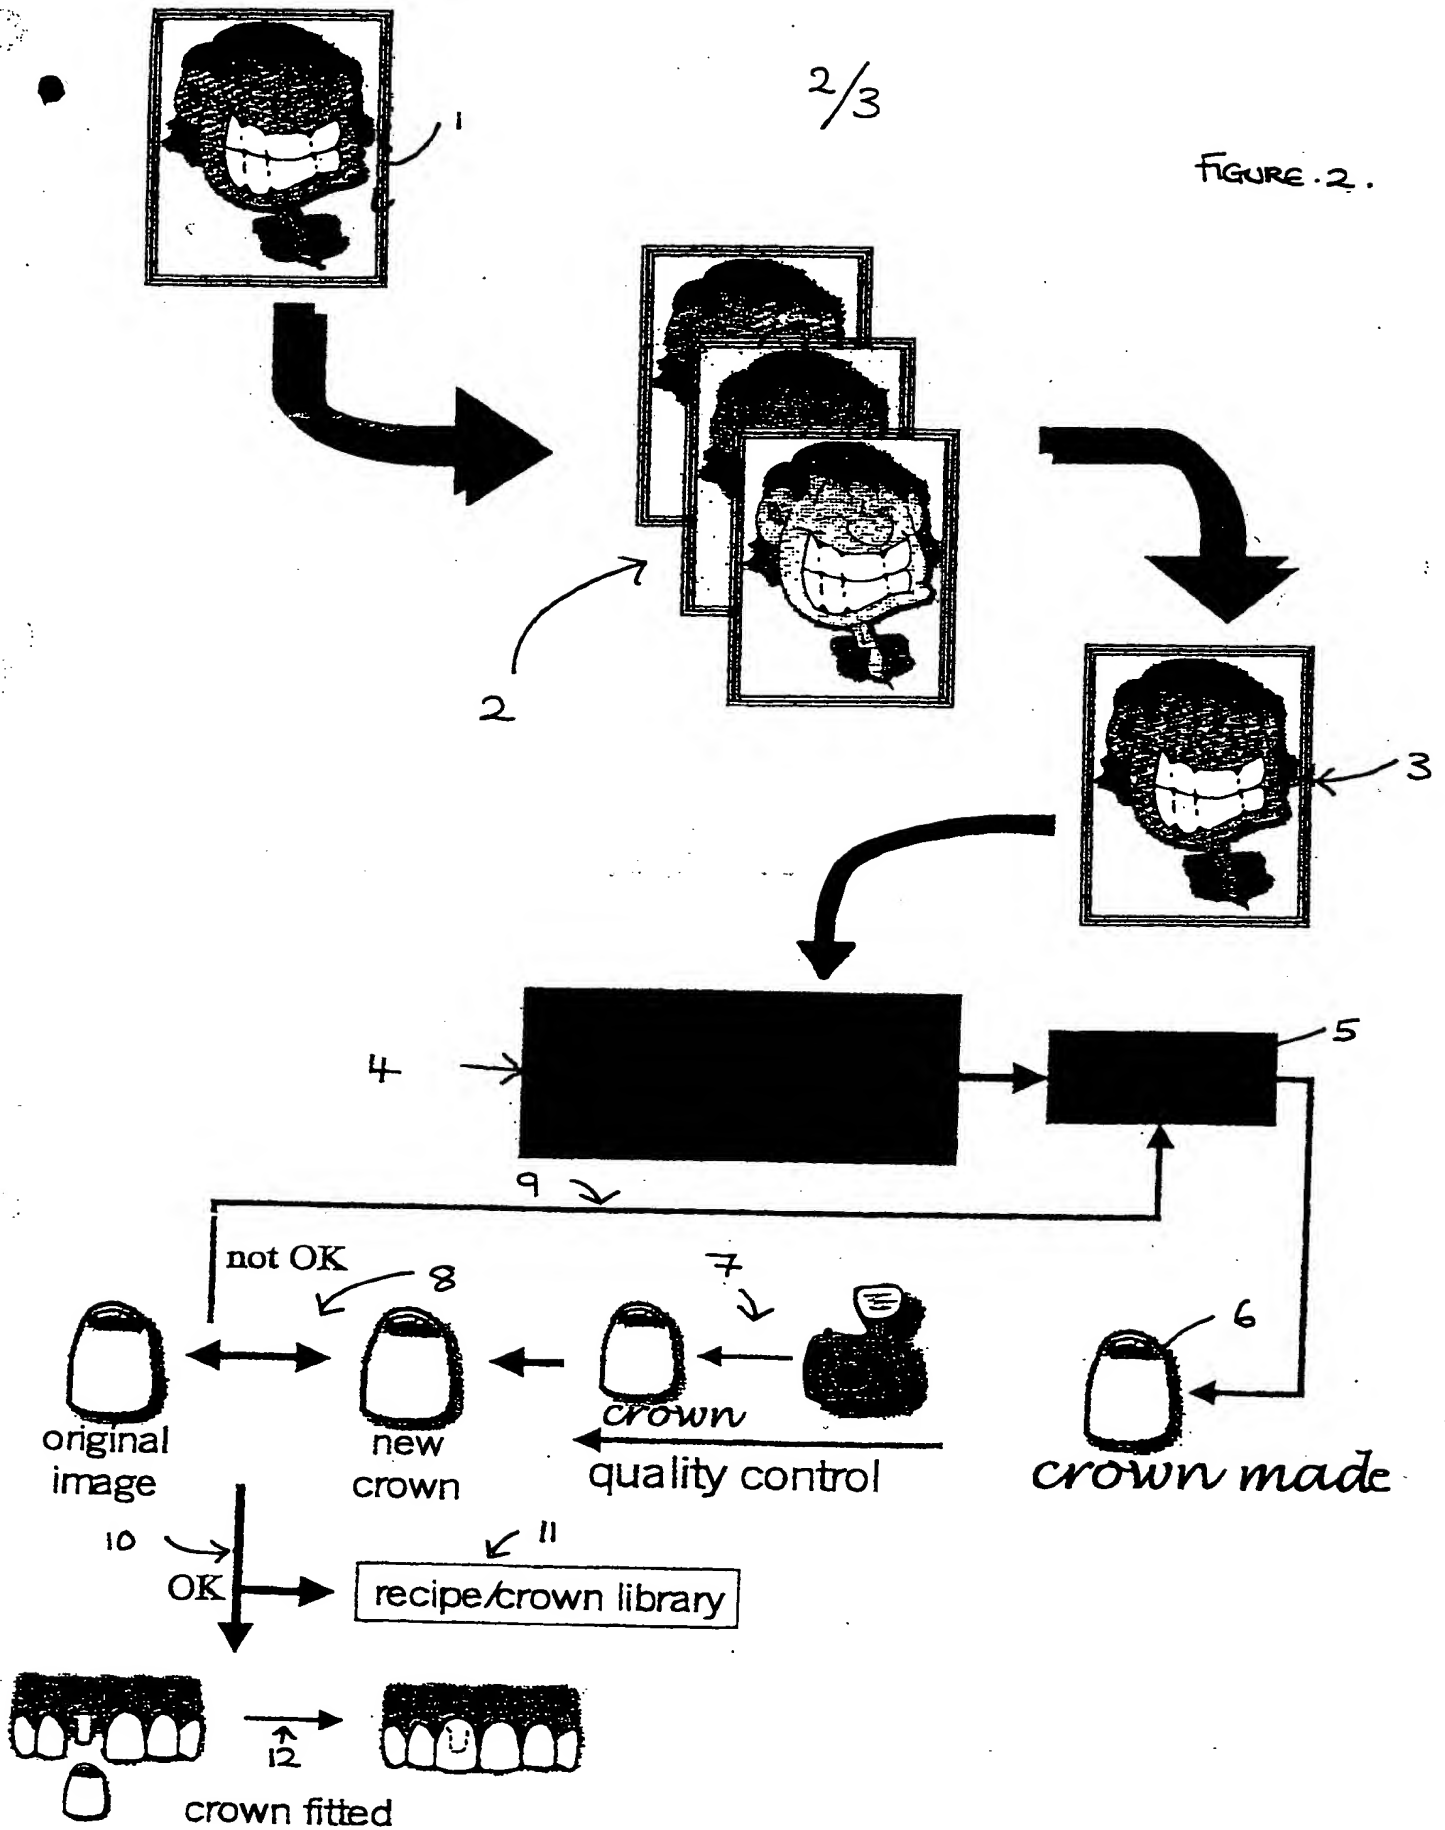 2/3
FIGURE.2.
1
2
3
4
5
9
not OK
8
7
6
original
image
new
crown
crown
quality control
crown made
10
11
OK
recipe/crown library
12
crown fitted